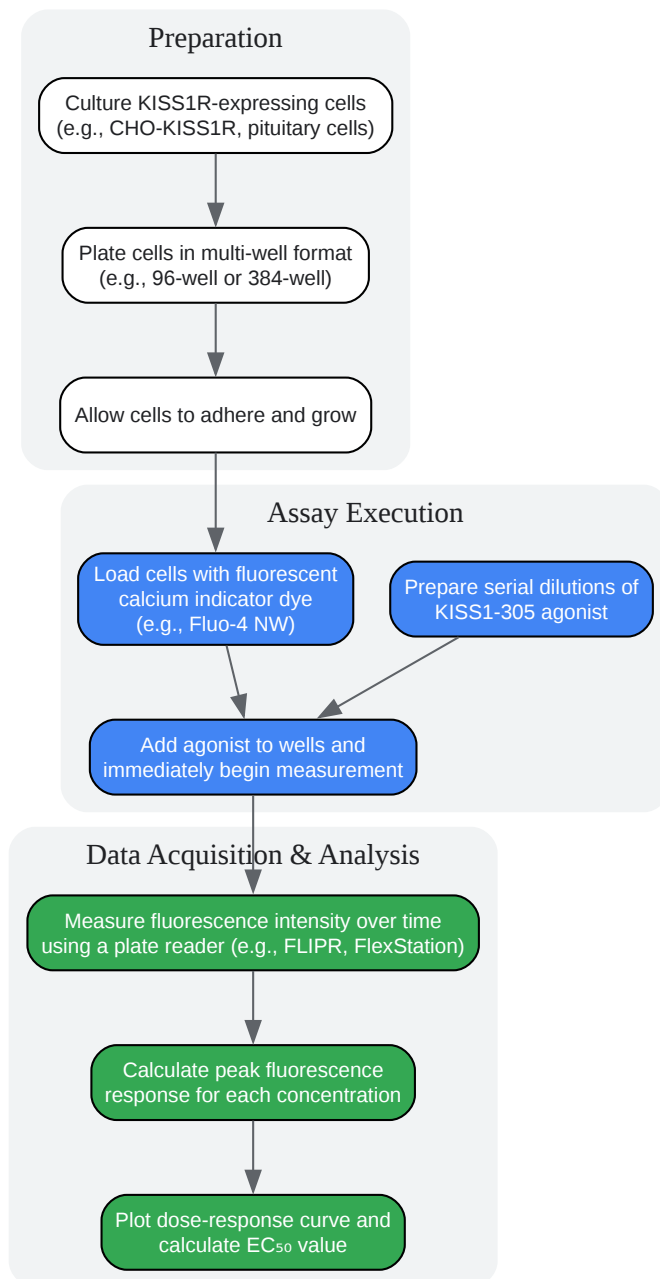 Preparation
Culture KISS1R-expressing cells
(e.g., CHO-KISS1R, pituitary cells)
Plate cells in multi-well format
(e.g., 96-well or 384-well)
Allow cells to adhere and grow
Assay Execution
Load cells with fluorescent
calcium indicator dye
(e.g., Fluo-4 NW)
Prepare serial dilutions of
KISS1-305 agonist
Add agonist to wells and
immediately begin measurement
Data Acquisition & Analysis
Measure fluorescence intensity over time
using a plate reader (e.g., FLIPR, FlexStation)
Calculate peak fluorescence
response for each concentration
Plot dose-response curve and
calculate EC₅₀ value